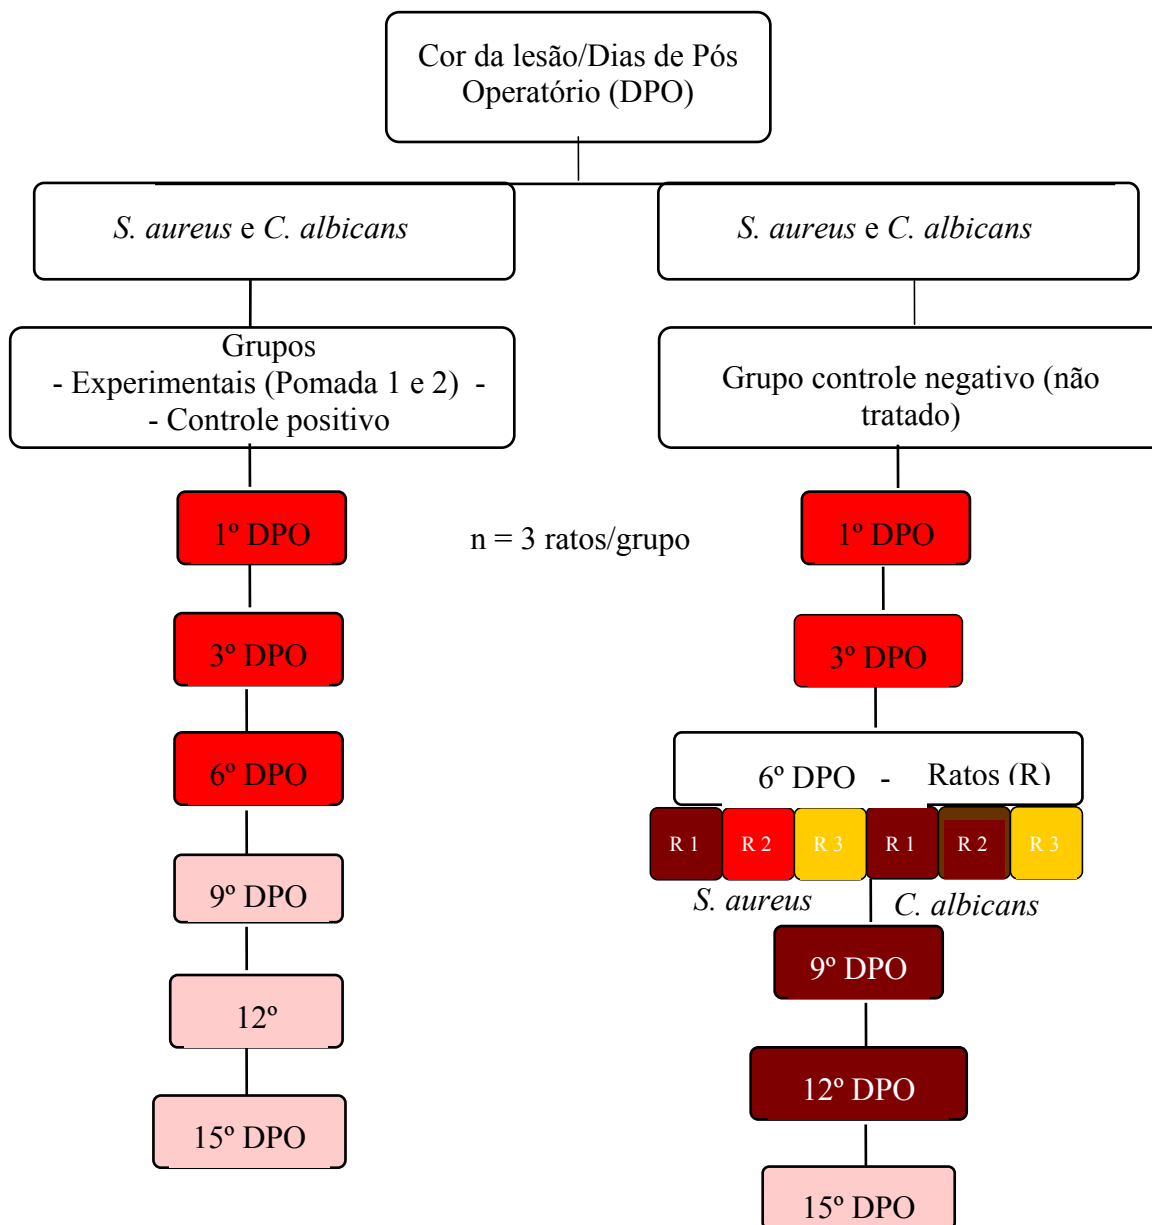 Cor da lesão/Dias de Pós
Operatório (DPO)
S. aureus e C. albicans
S. aureus e C. albicans
Grupos
- Experimentais (Pomada 1 e 2) -
- Controle positivo
Grupo controle negativo (não
tratado)
1º DPO
n = 3 ratos/grupo
1º DPO
3º DPO
3º DPO
6º DPO
6º DPO - Ratos (R)
R 1 R 2 R 3 R 1 R 2 R 3
S. aureus C. albicans
9º DPO
9º DPO
12º
12º DPO
15º DPO
15º DPO